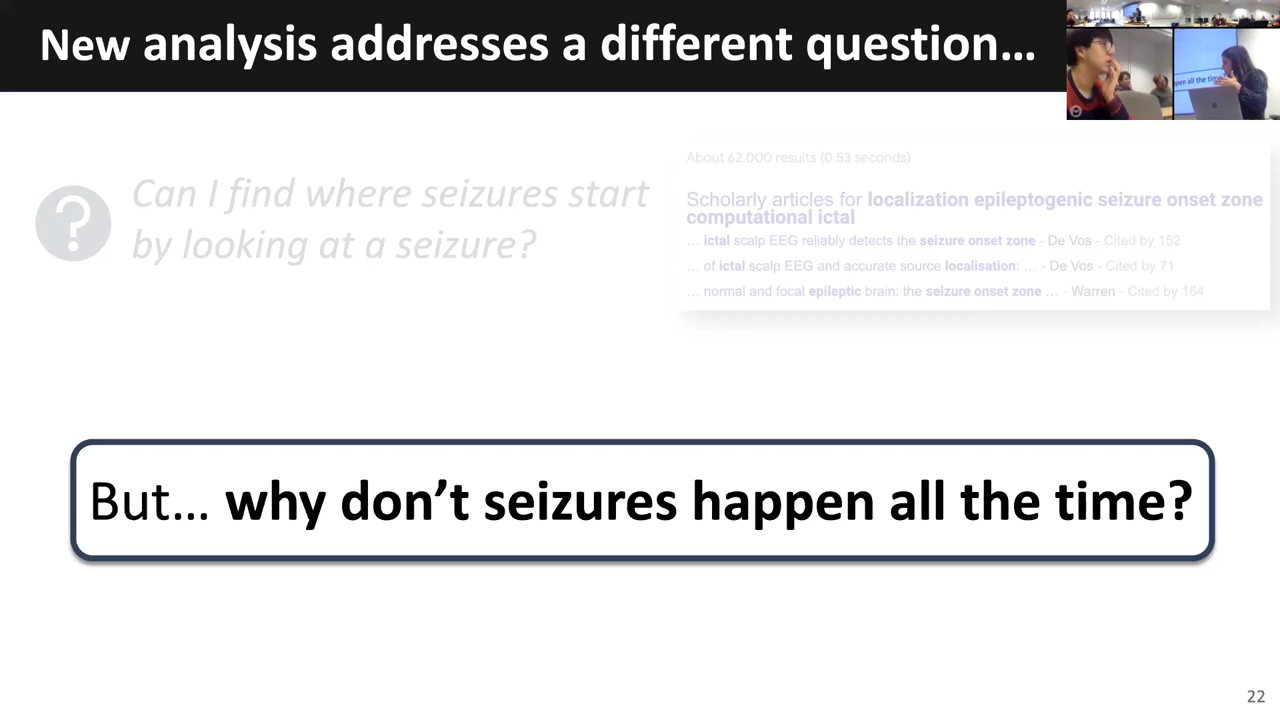 New analysis addresses a different question…
pen all the time?
Can I find where seizures start
by looking at a seizure?
?
About 62,000 results (0.53 seconds)
Scholarly articles for localization epileptogenic seizure onset zone
computational ictal
... ictal scalp EEG reliably detects the seizure onset zone - De Vos - Cited by 152
... of ictal scalp EEG and accurate source localisation: ... - De Vos - Cited by 71
... normal and focal epileptic brain: the seizure onset zone ... - Warren - Cited by 164
But… why don’t seizures happen all the time?
22